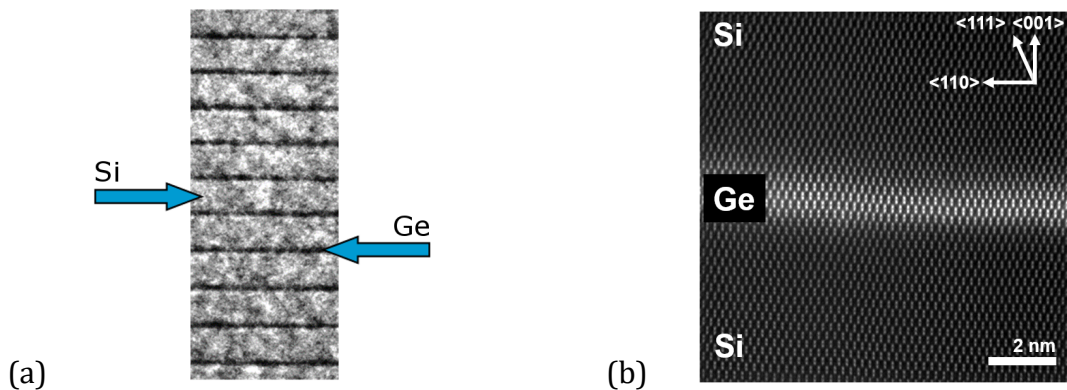 Si
Ge
(a)
Si
<111> <001>
<110>
Ge
Si
2 nm
(b)